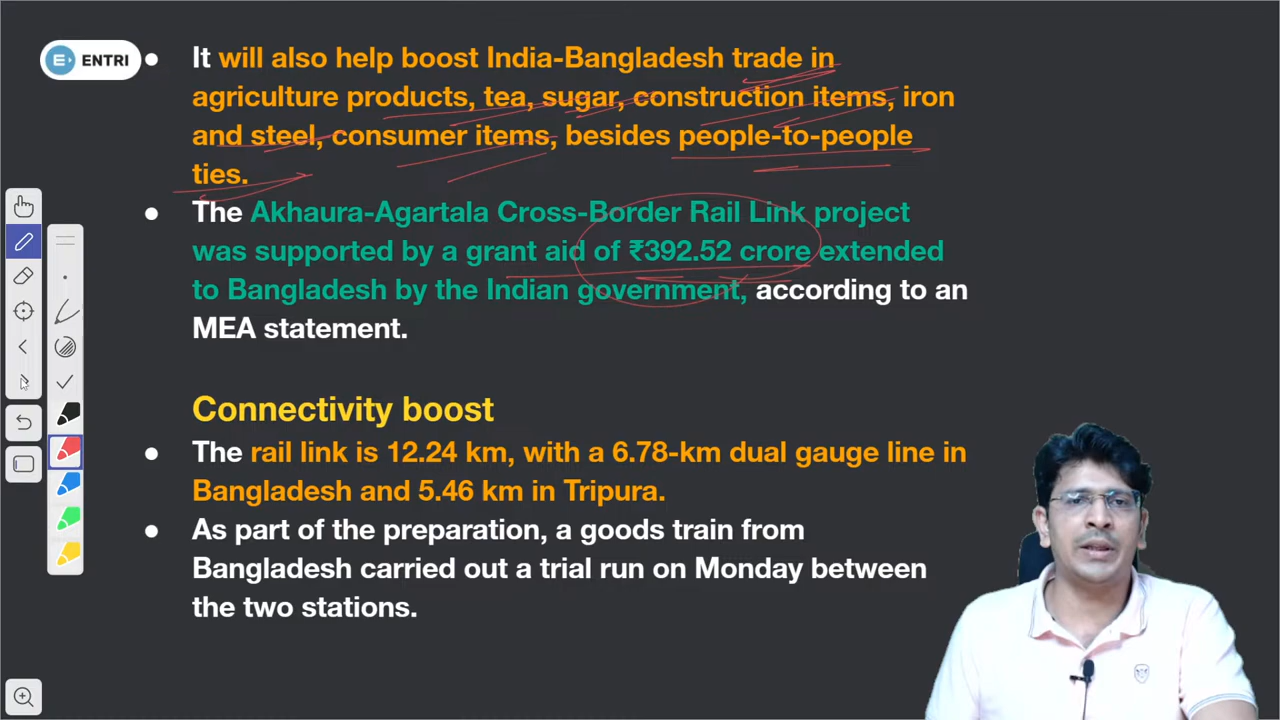 ENTRI
It will also help boost India-Bangladesh trade in
agriculture products, tea, sugar, construction items, iron
and steel, consumer items, besides people-to-people
ties.
The Akhaura-Agartala Cross-Border Rail Link project
was supported by a grant aid of ₹392.52 crore extended
to Bangladesh by the Indian government, according to an
MEA statement.
Connectivity boost
The rail link is 12.24 km, with a 6.78-km dual gauge line in
Bangladesh and 5.46 km in Tripura.
As part of the preparation, a goods train from
Bangladesh carried out a trial run on Monday between
the two stations.